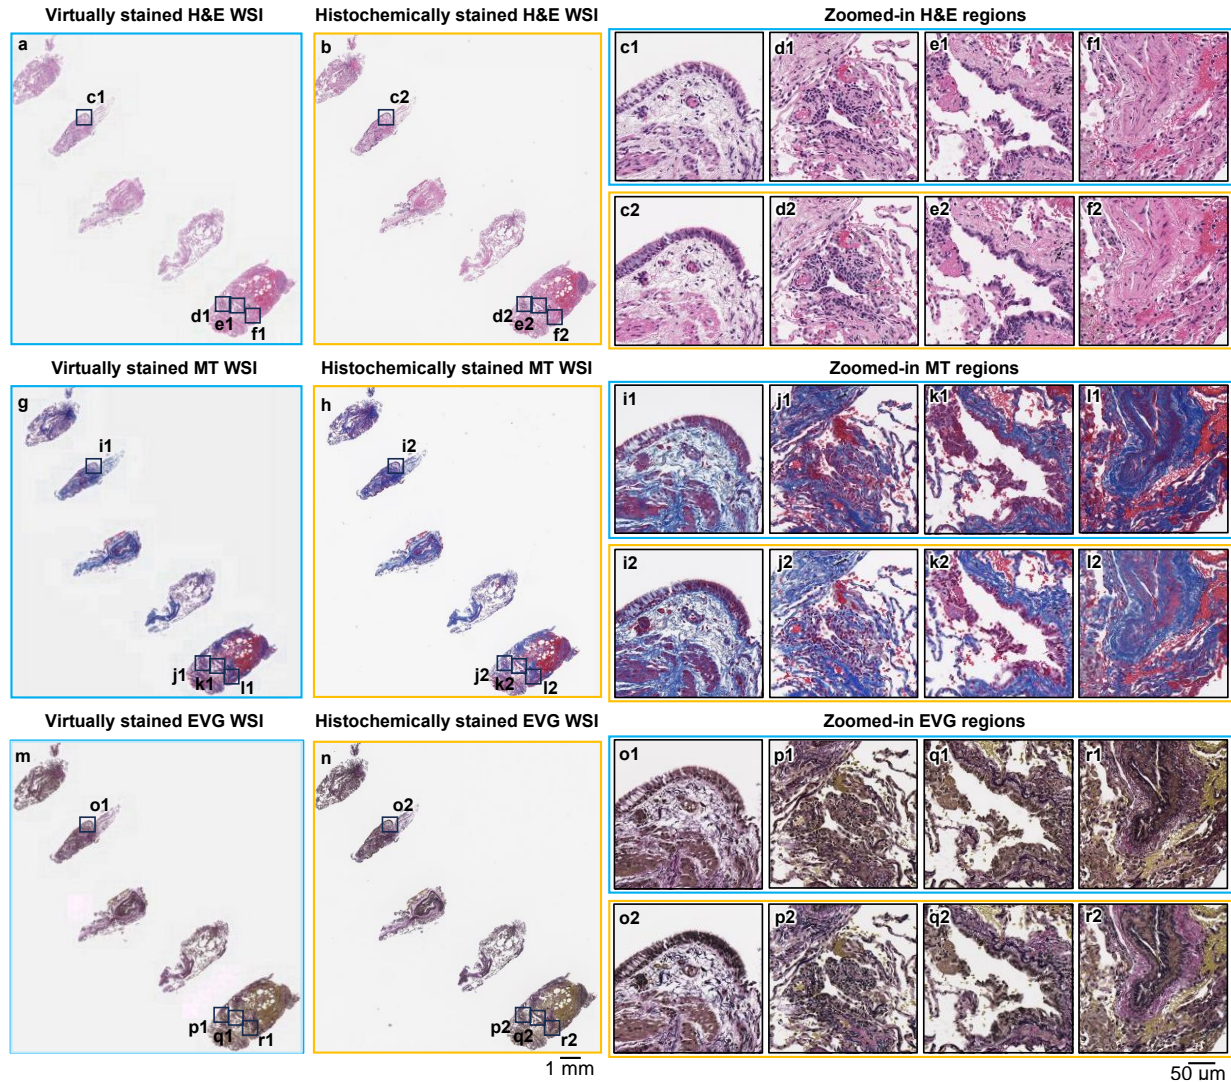 Virtually stained H&E WSI
Histochemically stained H&E WSI
Zoomed-in H&E regions
a
c1
d1
e1
f1
b
c2
d2
e2
f2
c1
d1
e1
f1
c2
d2
e2
f2
Virtually stained MT WSI
Histochemically stained MT WSI
Zoomed-in MT regions
g
i1
j1
k1
l1
h
i2
j2
k2
l2
i1
j1
k1
l1
i2
j2
k2
l2
Virtually stained EVG WSI
Histochemically stained EVG WSI
Zoomed-in EVG regions
m
o1
p1
q1
r1
n
o2
p2
q2
r2
o1
p1
q1
r1
o2
p2
q2
r2
1 mm
50 µm